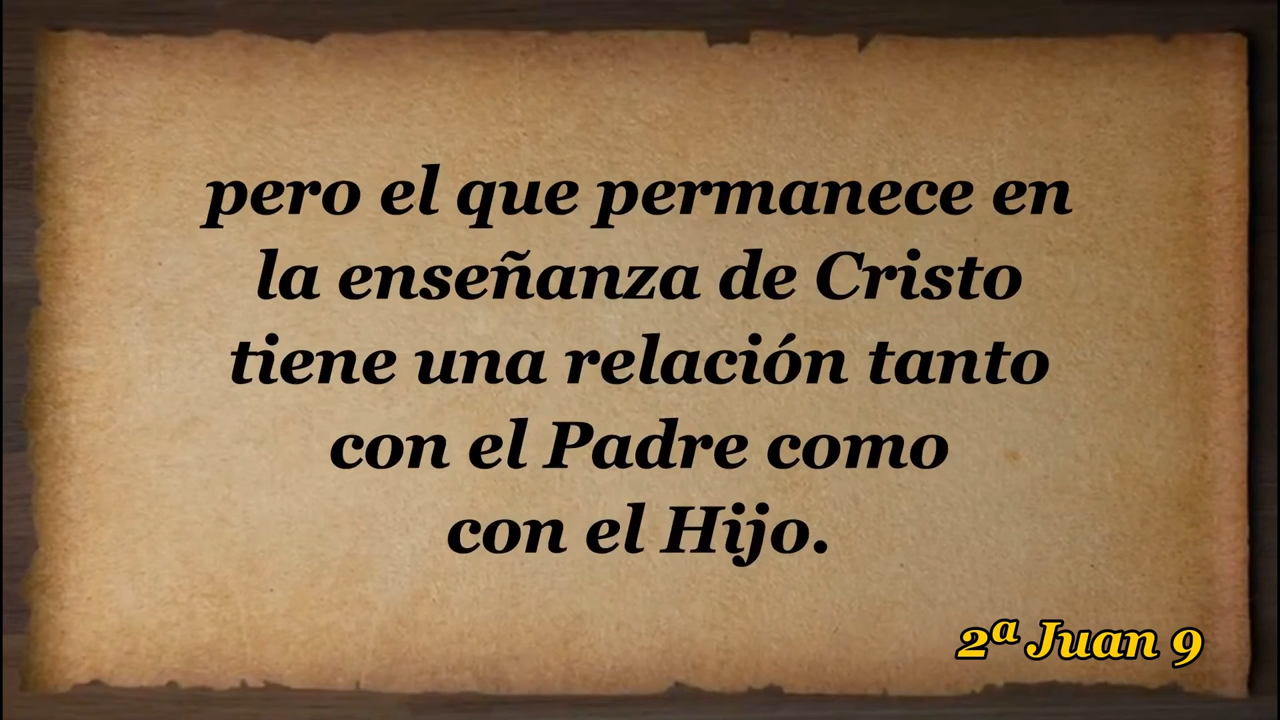 pero el que permanece en
la enseñanza de Cristo
tiene una relación tanto
con el Padre como
con el Hijo.
2ª Juan 9